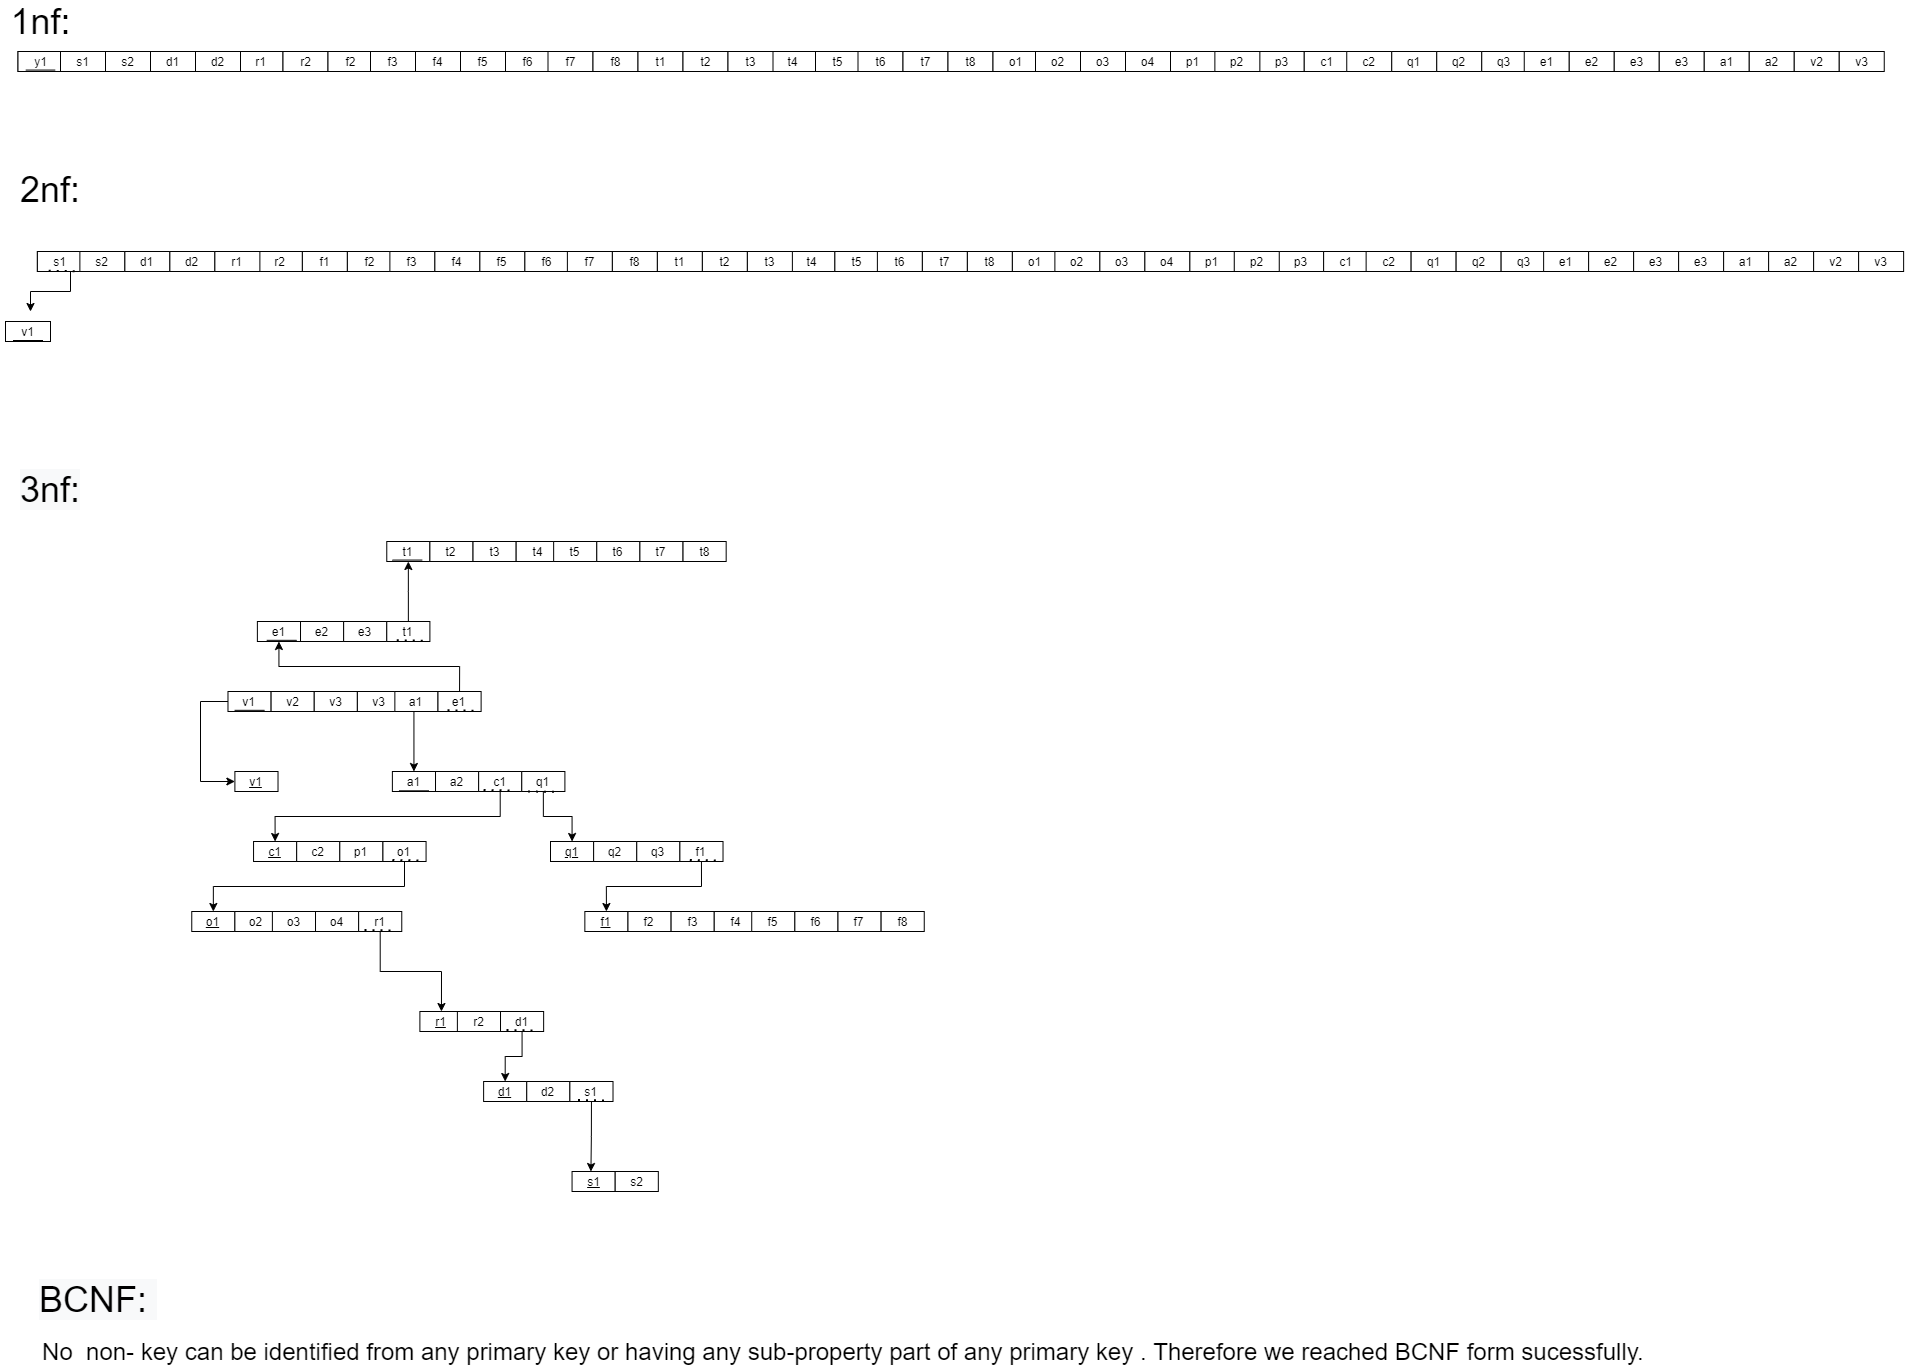 1nf:
y1 s1 s2 d1 d2 r1 r2 f2 f3 f4 f5 f6 f7 f8 t1 t2 t3 t4 t5 t6 t7 t8 o1 o2 o3 o4 p1 p2 p3 c1 c2 q1 q2 q3 e1 e2 e3 e3 a1 a2 v2 v3
2nf:
s1 s2 d1 d2 r1 r2 f1 f2 f3 f4 f5 f6 f7 f8 t1 t2 t3 t4 t5 t6 t7 t8 o1 o2 o3 o4 p1 p2 p3 c1 c2 q1 q2 q3 e1 e2 e3 e3 a1 a2 v2 v3
v1
3nf:
t1 t2 t3 t4 t5 t6 t7 t8
e1 e2 e3 t1
v1 v2 v3 v3 a1 e1
v1
a1 a2 c1 q1
c1 c2 p1 o1
q1 q2 q3 f1
o1 o2 o3 o4 r1
f1 f2 f3 f4 f5 f6 f7 f8
r1 r2 d1
d1 d2 s1
s1 s2
BCNF:
No non- key can be identified from any primary key or having any sub-property part of any primary key . Therefore we reached BCNF form sucessfully.